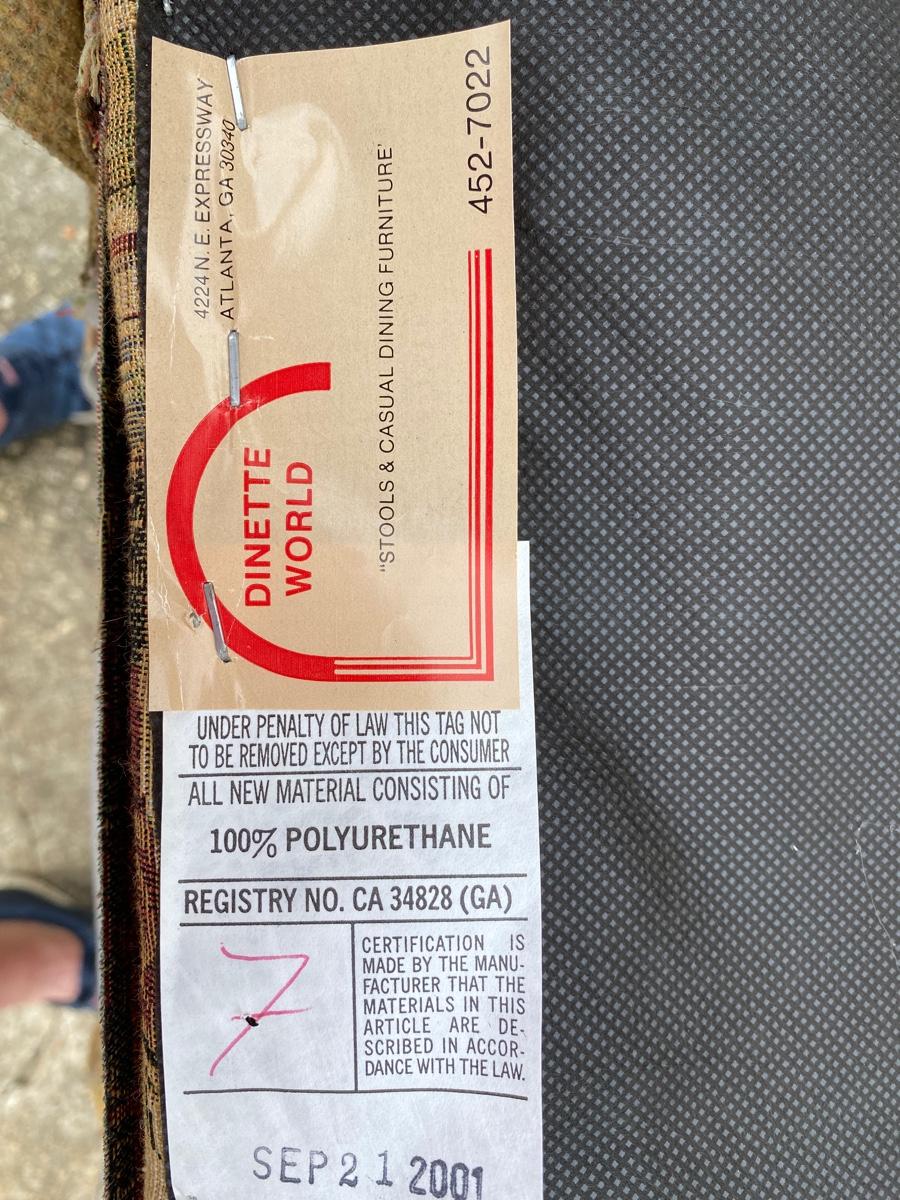 4224 N. E. EXPRESSWAY
ATLANTA, GA 30340
DINETTE
WORLD
"STOOLS & CASUAL DINING FURNITURE'
452-7022
UNDER PENALTY OF LAW THIS TAG NOT
TO BE REMOVED EXCEPT BY THE CONSUMER
ALL NEW MATERIAL CONSISTING OF
100% POLYURETHANE
REGISTRY NO. CA 34828 (GA)
7
CERTIFICATION IS
MADE BY THE MANU-
FACTURER THAT THE
MATERIALS IN THIS
ARTICLE ARE DE-
SCRIBED IN ACCOR-
DANCE WITH THE LAW.
SEP 21 2001